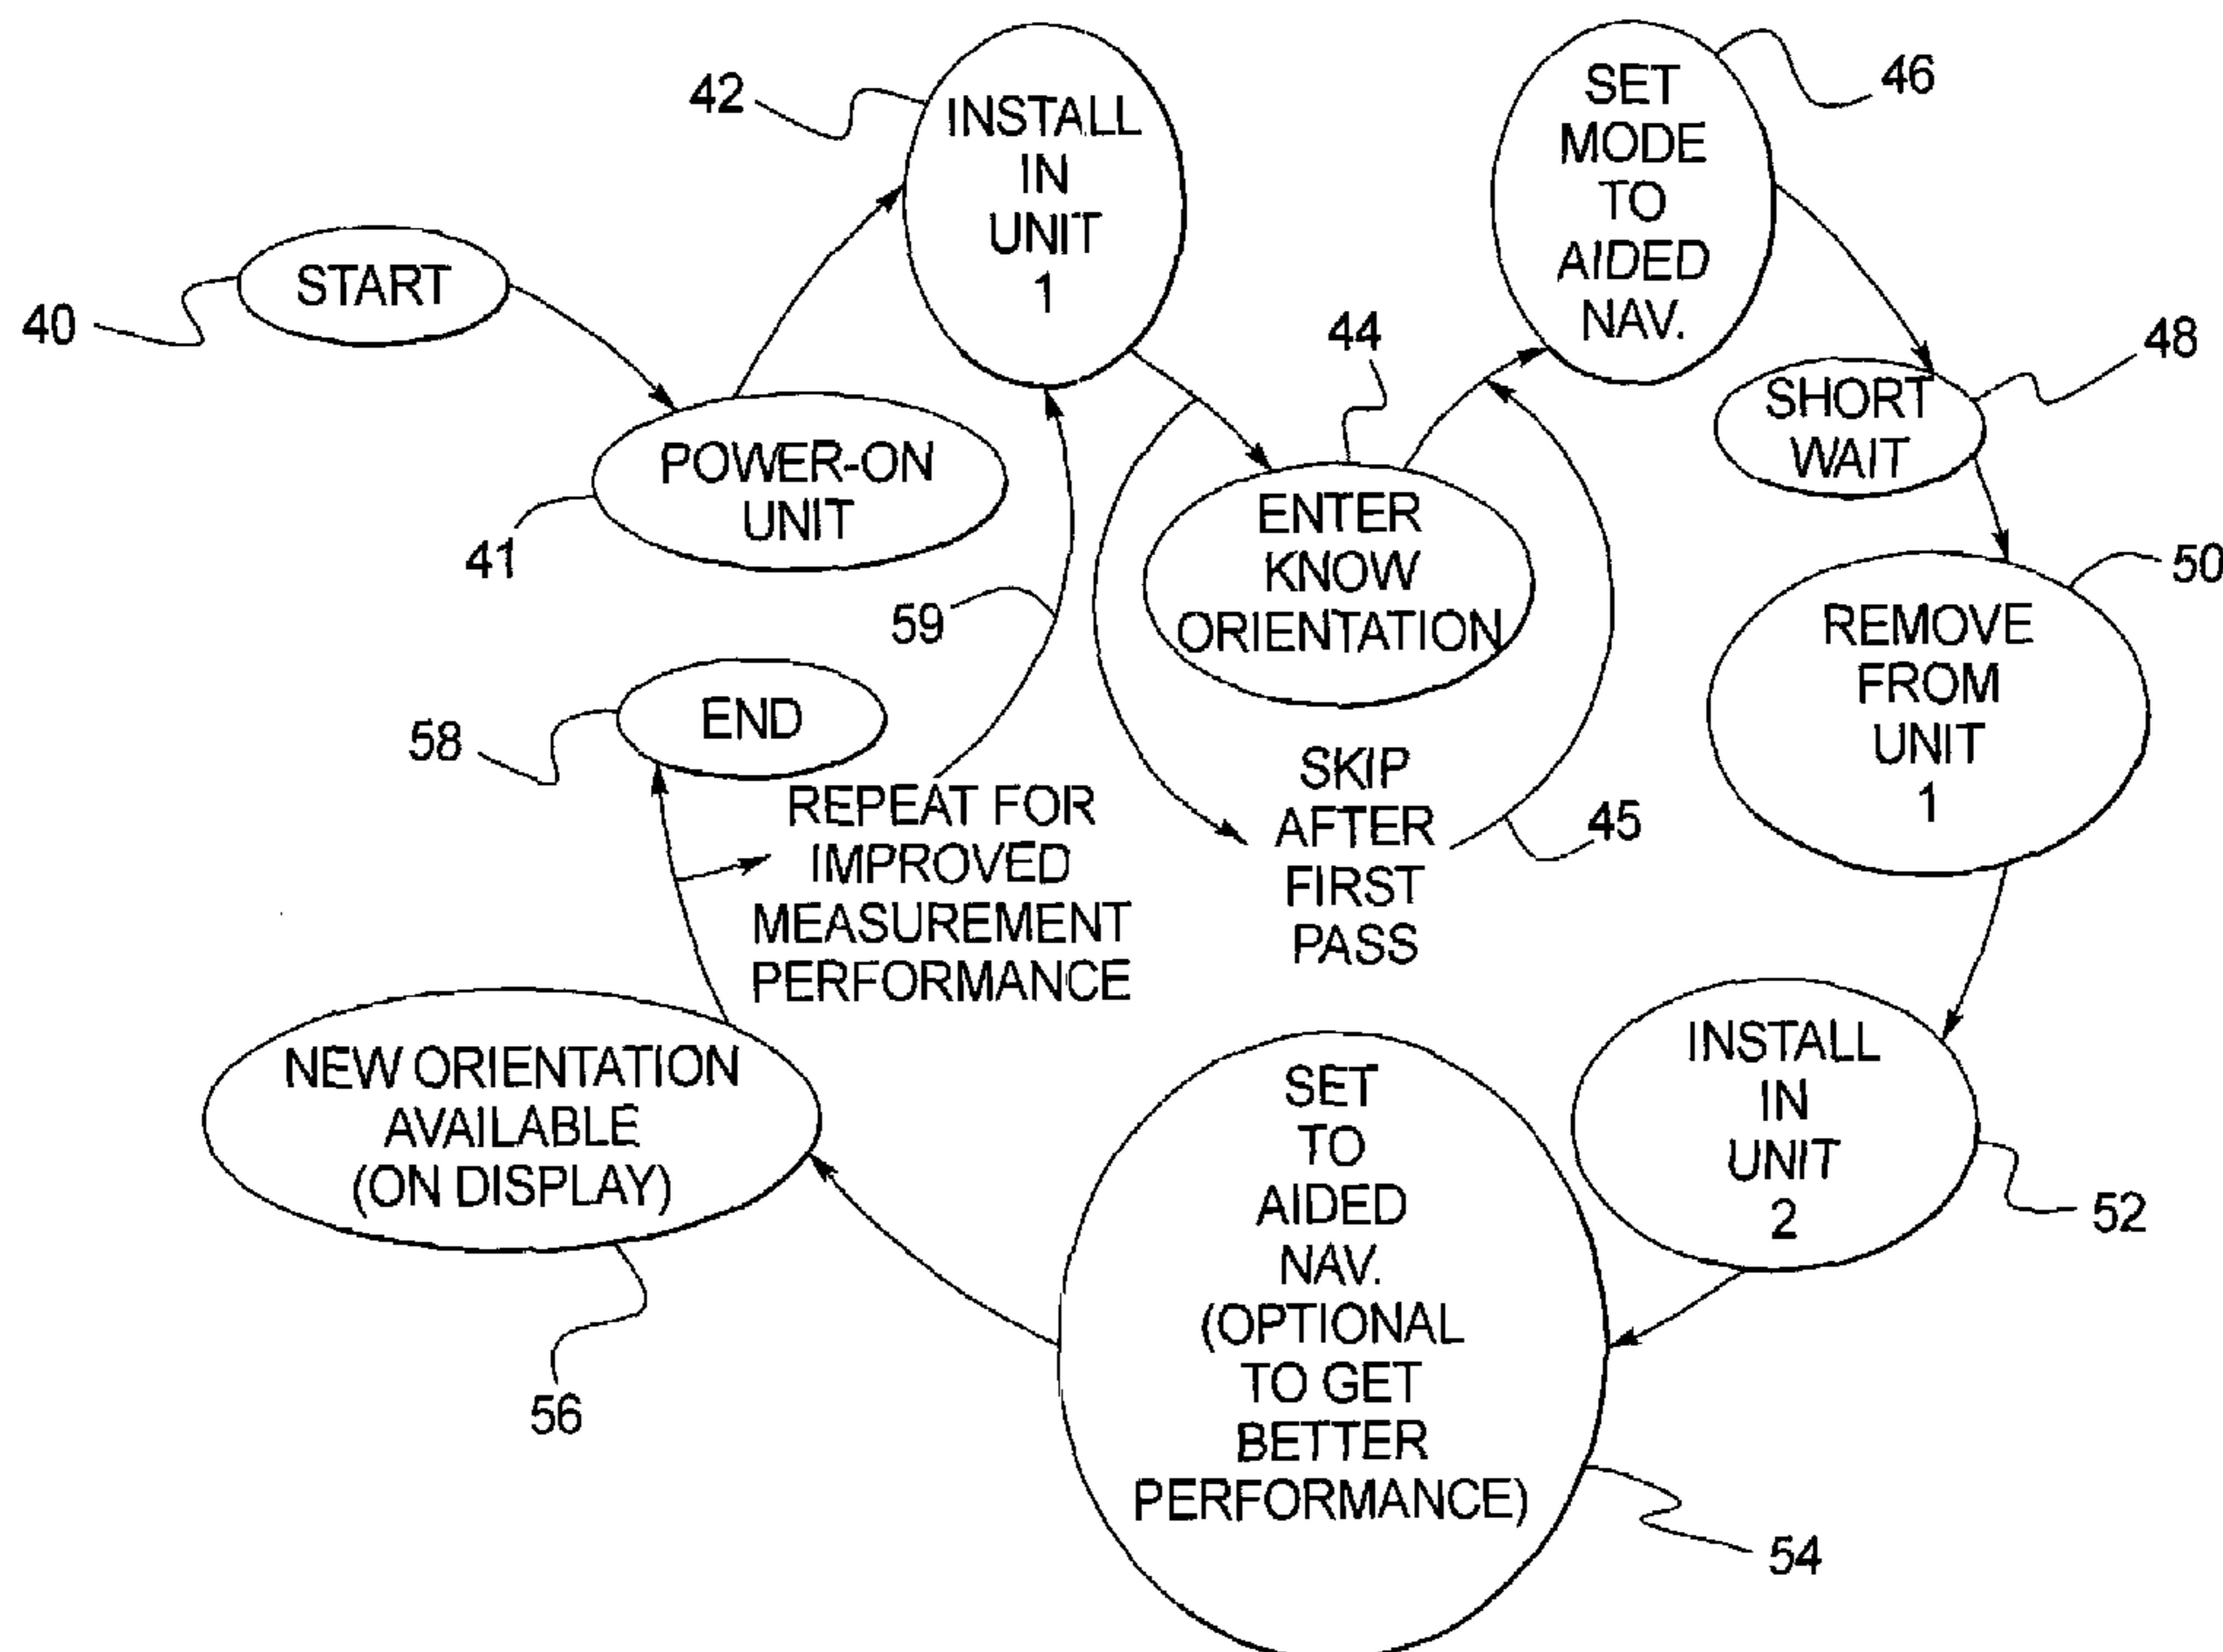 40
START
41
POWER-ON
UNIT
42
INSTALL
IN
UNIT
1
44
ENTER
KNOW
ORIENTATION
45
SKIP
AFTER
FIRST
PASS
46
SET
MODE
TO
AIDED
NAV.
48
SHORT
WAIT
50
REMOVE
FROM
UNIT
1
52
INSTALL
IN
UNIT
2
54
SET
TO
AIDED
NAV.
(OPTIONAL
TO GET
BETTER
PERFORMANCE)
56
NEW ORIENTATION
AVAILABLE
(ON DISPLAY)
58
END
59
REPEAT FOR
IMPROVED
MEASUREMENT
PERFORMANCE